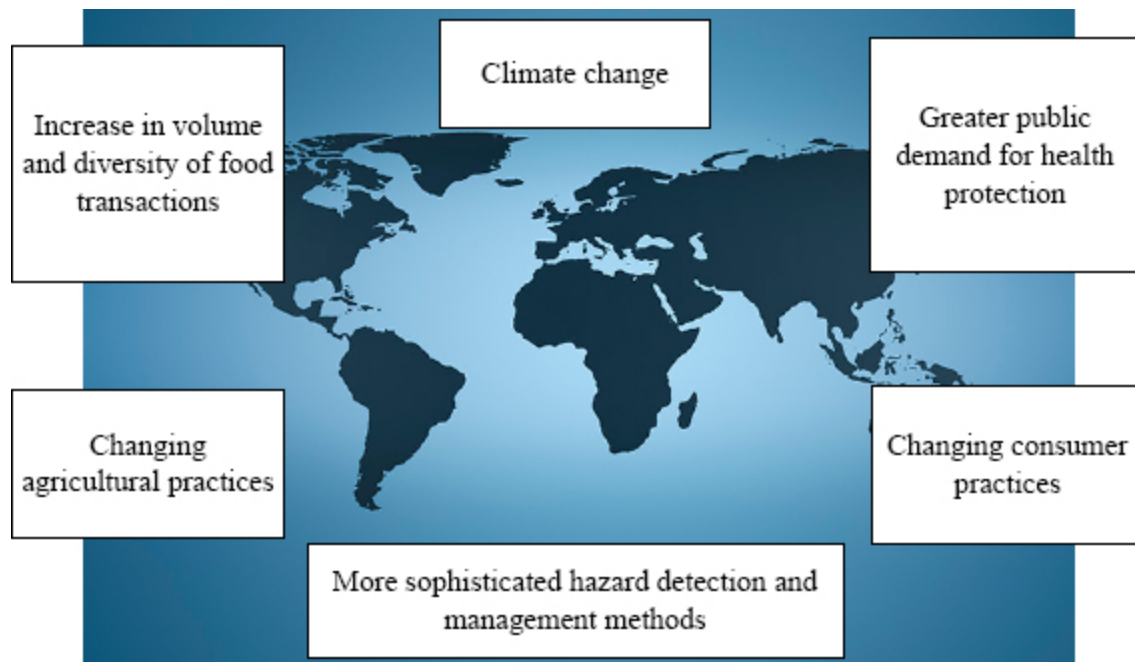 Climate change
Increase in volume
and diversity of food
transactions
Greater public
demand for health
protection
Changing
agricultural practices
Changing consumer
practices
More sophisticated hazard detection and
management methods